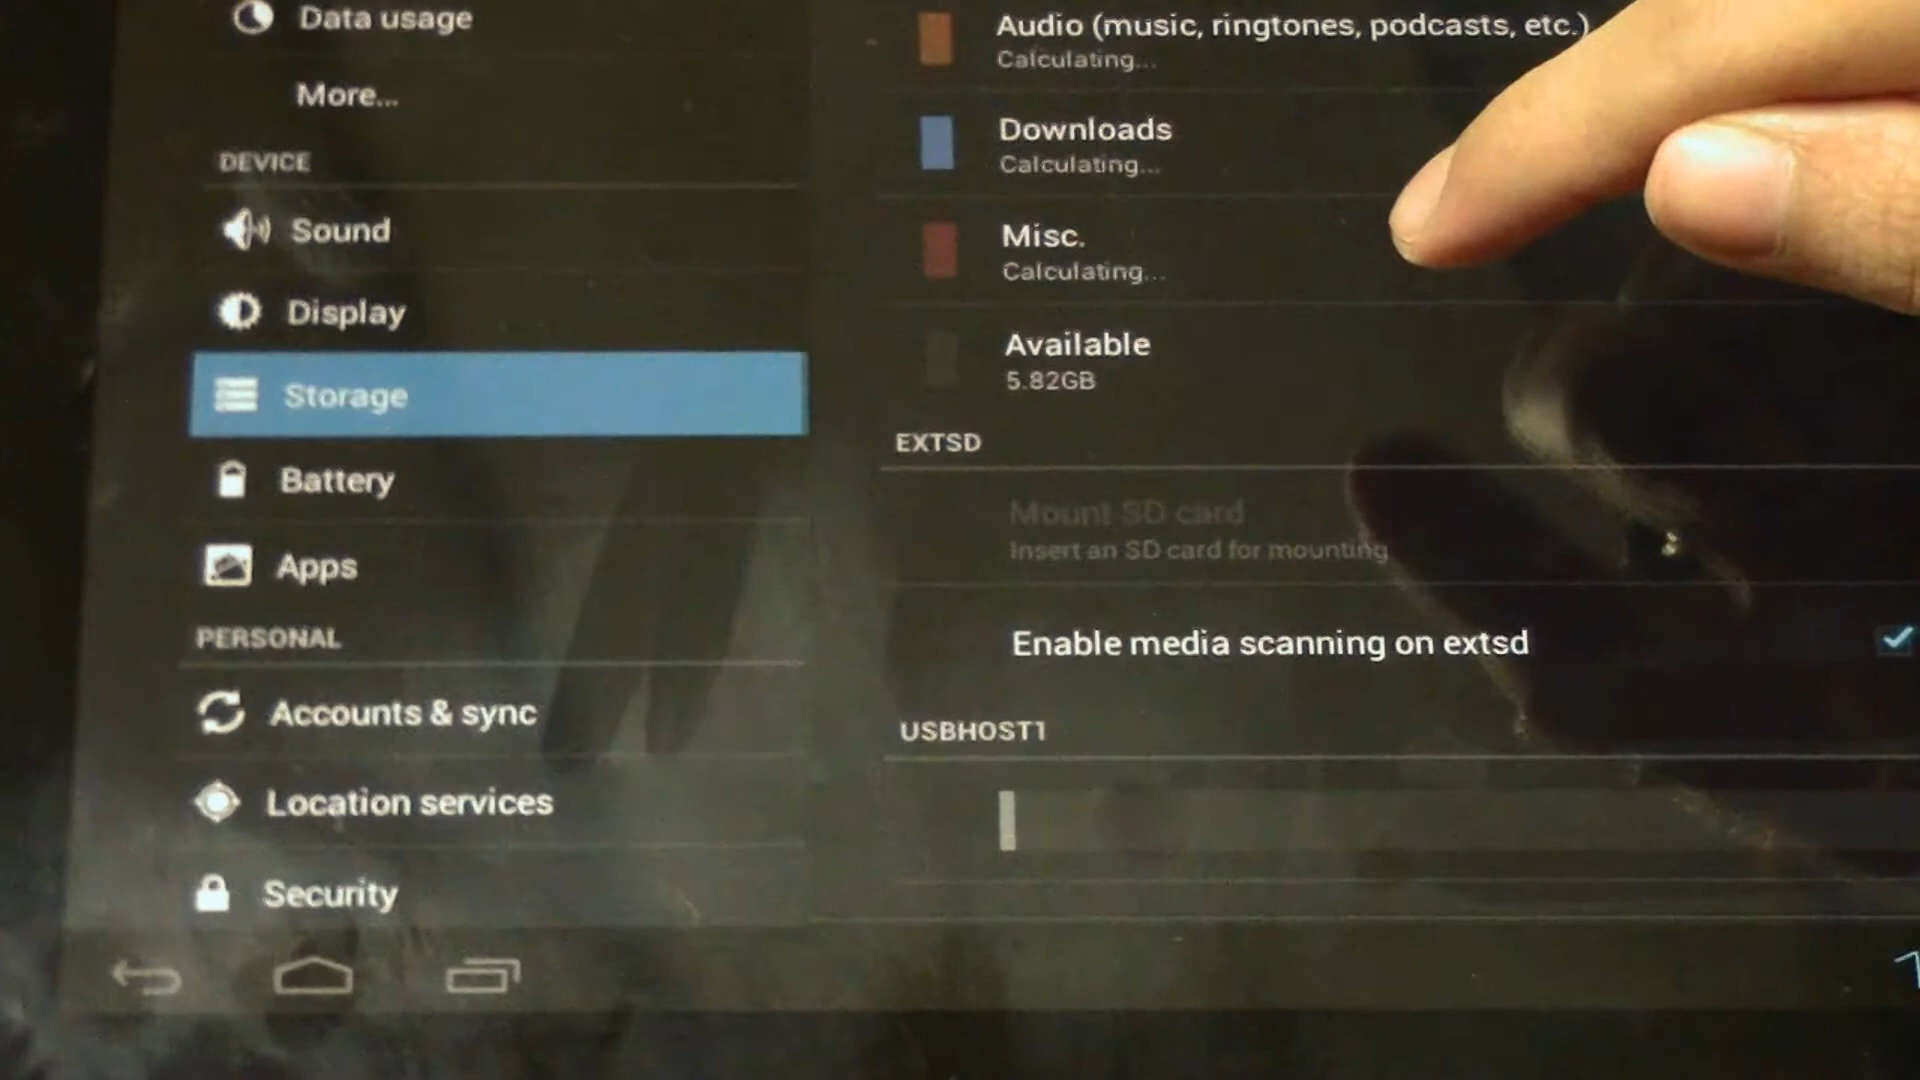 Data usage
More...
DEVICE
Sound
Display
Storage
Battery
Apps
PERSONAL
Accounts & sync
Location services
Security
Audio (music, ringtones, podcasts, etc.)
Calculating...
Downloads
Calculating...
Misc.
Calculating...
Available
5.82GB
EXTSD
Mount SD card
Insert an SD card for mounting
Enable media scanning on extsd
USBHOST1